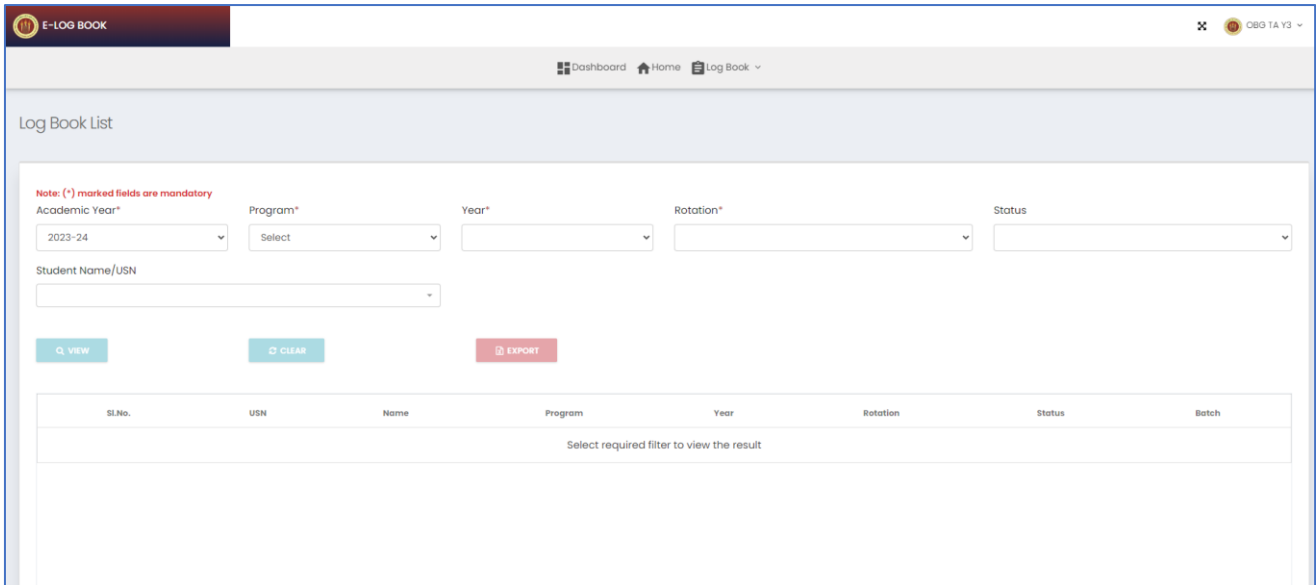 E-LOG BOOK
OBG TA Y3
Dashboard Home Log Book
Log Book List
Note: (*) marked fields are mandatory
Academic Year* Program* Year* Rotation* Status
2023-24 Select
Student Name/USN
VIEW CLEAR EXPORT
Sl.No. USN Name Program Year Rotation Status Batch
Select required filter to view the result